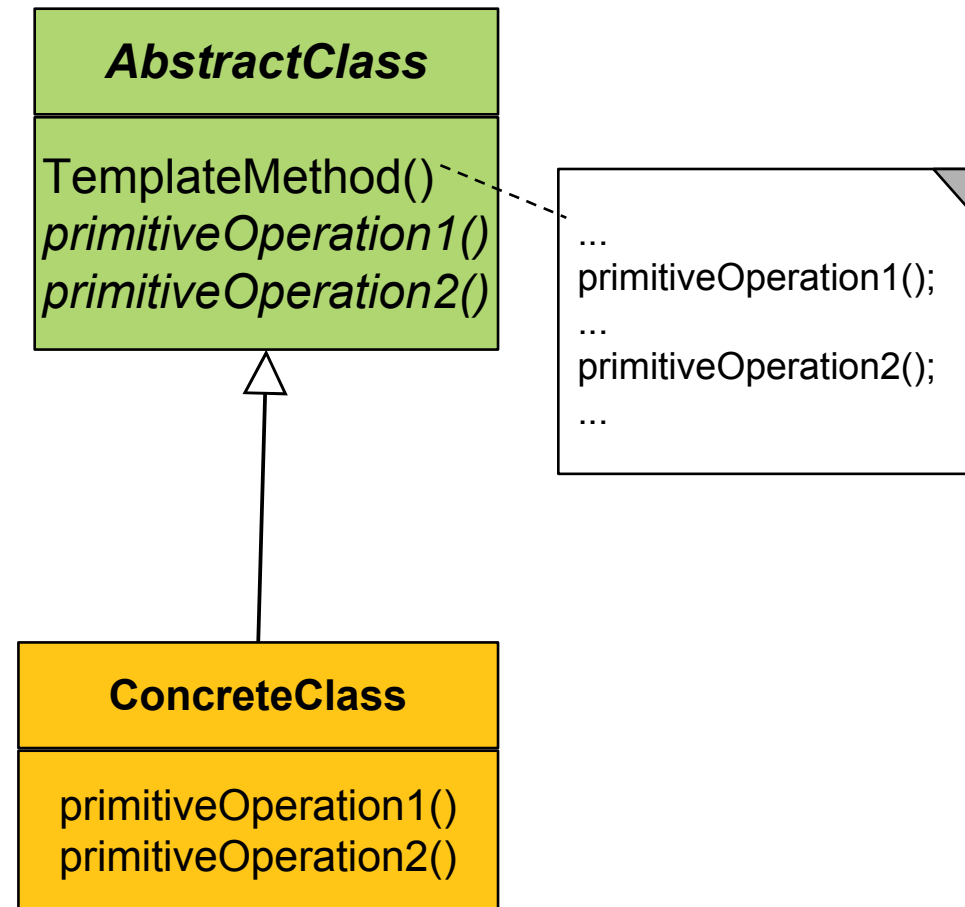 AbstractClass
TemplateMethod()
primitiveOperation1()
primitiveOperation2()
...
primitiveOperation1();
...
primitiveOperation2();
...
ConcreteClass
primitiveOperation1()
primitiveOperation2()